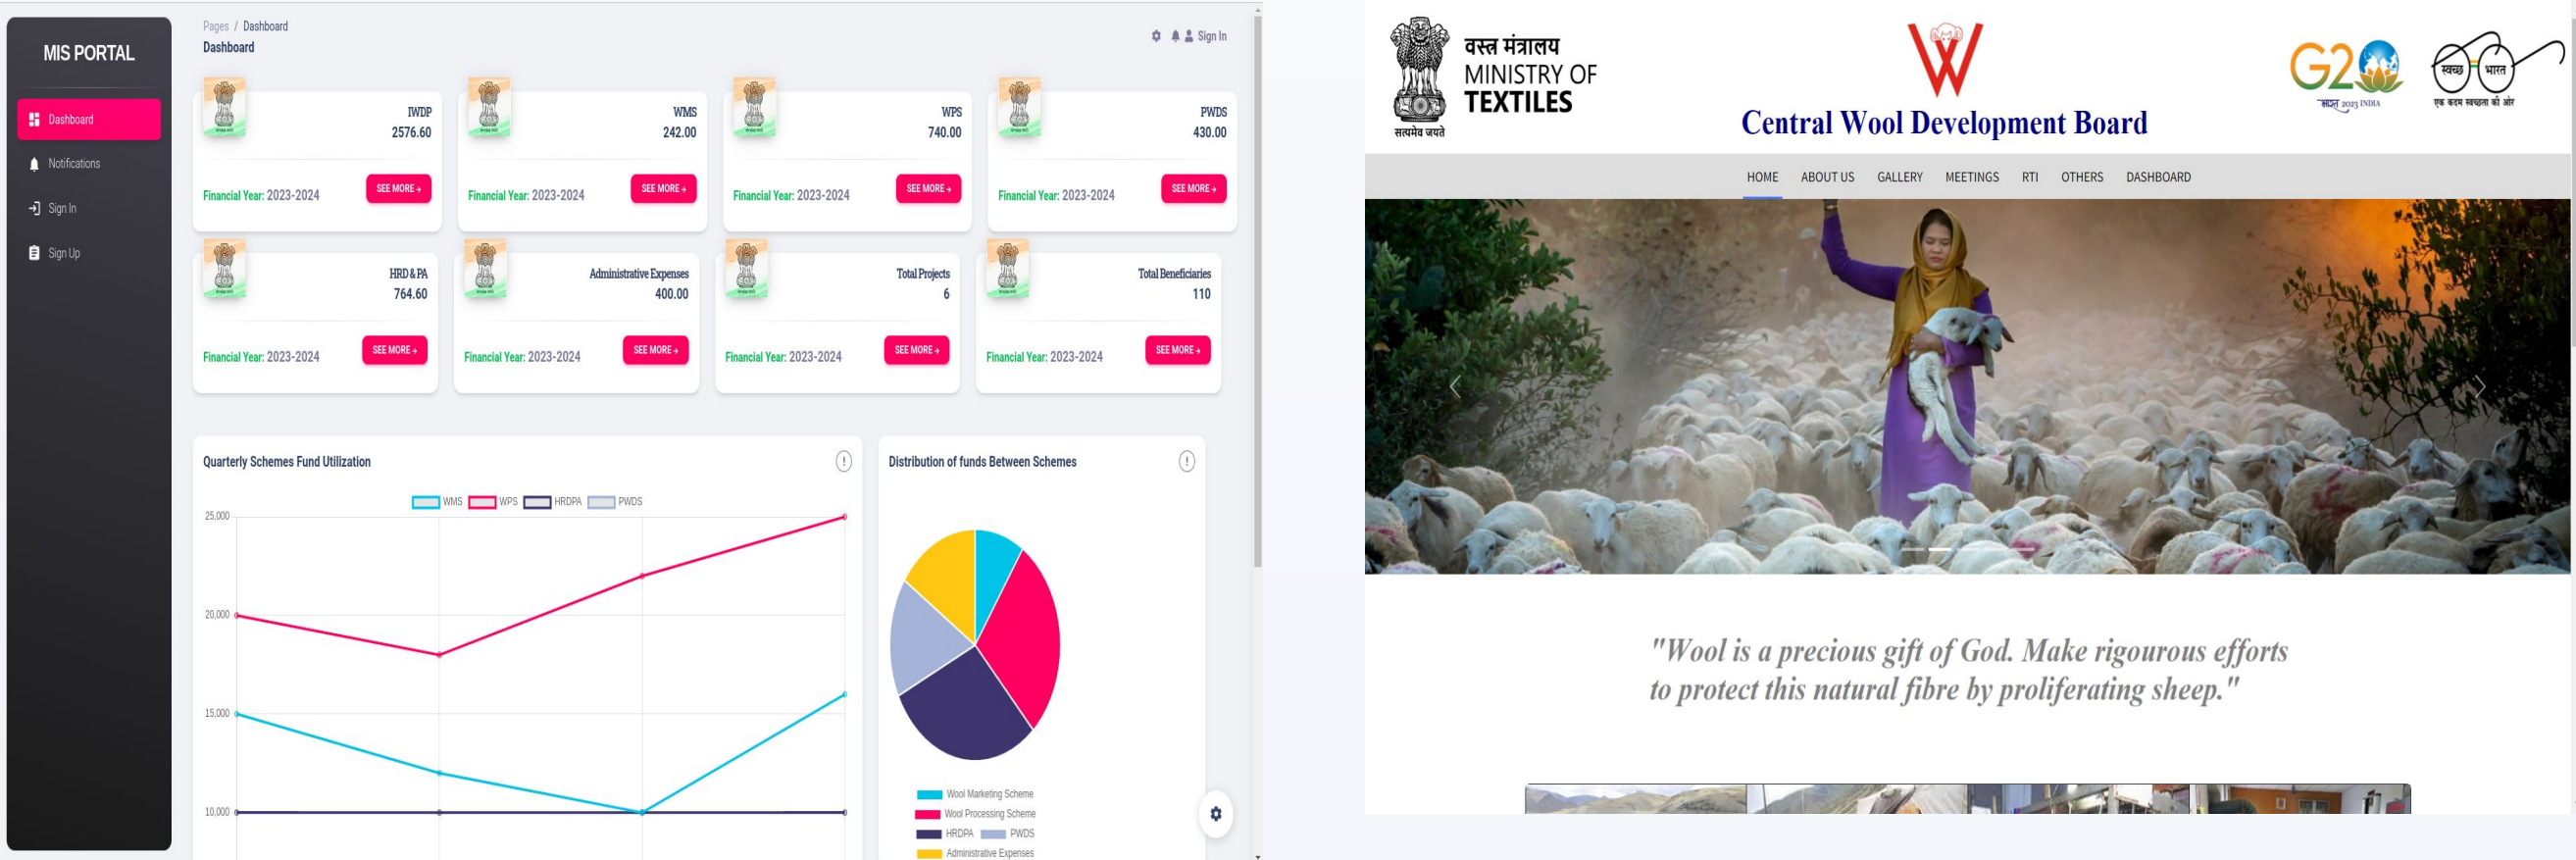 MIS PORTAL
Dashboard
Notifications
Sign In
Sign Up
Pages / Dashboard
Dashboard
Sign In
IWDP
2576.60
Financial Year: 2023-2024
SEE MORE →
WMS
242.00
Financial Year: 2023-2024
SEE MORE →
WPS
740.00
Financial Year: 2023-2024
SEE MORE →
PWDS
430.00
Financial Year: 2023-2024
SEE MORE →
HRD & PA
764.60
Financial Year: 2023-2024
SEE MORE →
Administrative Expenses
400.00
Financial Year: 2023-2024
SEE MORE →
Total Projects
6
Financial Year: 2023-2024
SEE MORE →
Total Beneficiaries
110
Financial Year: 2023-2024
SEE MORE →
Quarterly Schemes Fund Utilization
WMS WPS HRDPA PWDS
25,000
20,000
15,000
10,000
Distribution of funds Between Schemes
Wool Marketing Scheme
Wool Processing Scheme
HRDPA PWDS
Administrative Expenses
सत्यमेव जयते
वस्त्र मंत्रालय
MINISTRY OF
TEXTILES
W
Central Wool Development Board
G20
भारत 2023 INDIA
स्वच्छ भारत
एक कदम स्वच्छता की ओर
HOME ABOUT US GALLERY MEETINGS RTI OTHERS DASHBOARD
"Wool is a precious gift of God. Make rigourous efforts
to protect this natural fibre by proliferating sheep."